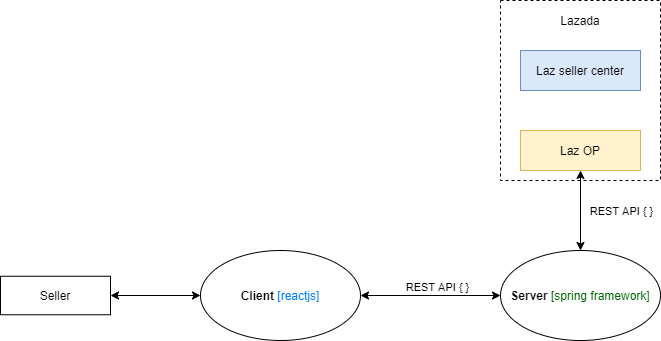 Lazada
Laz seller center
Laz OP
REST API { }
Seller
Client [reactjs]
REST API { }
Server [spring framework]